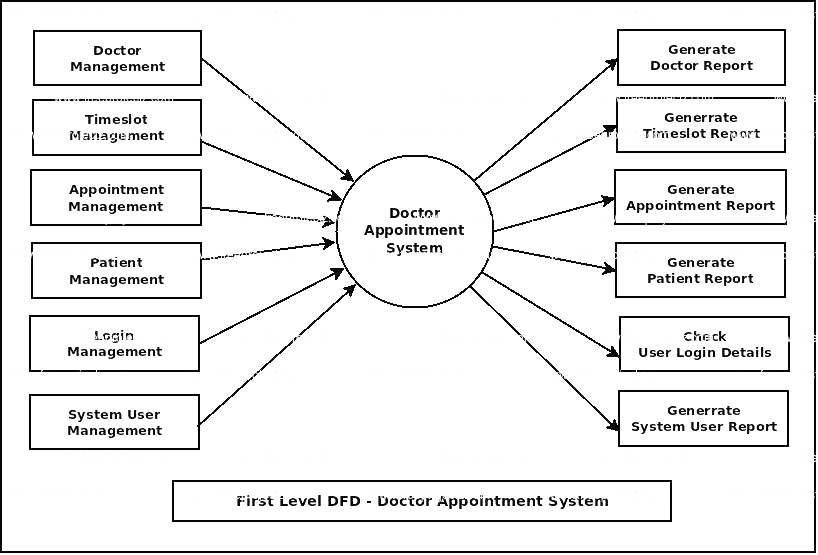 Doctor
Management
Timeslot
Management
Appointment
Management
Patient
Management
Login
Management
System User
Management
Doctor
Appointment
System
Generate
Doctor Report
Generrate
Timeslot Report
Generate
Appointment Report
Generate
Patient Report
Check
User Login Details
Generrate
System User Report
First Level DFD - Doctor Appointment System